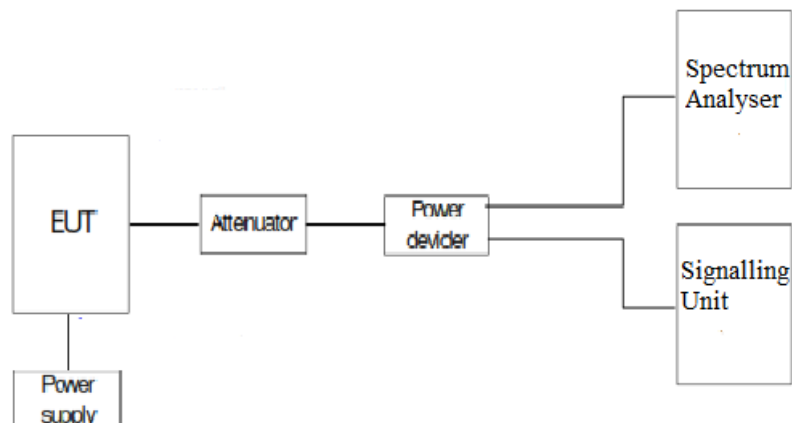 Spectrum
Analyser
EUT
Attenuator
Power
devider
Signalling
Unit
Power
supply